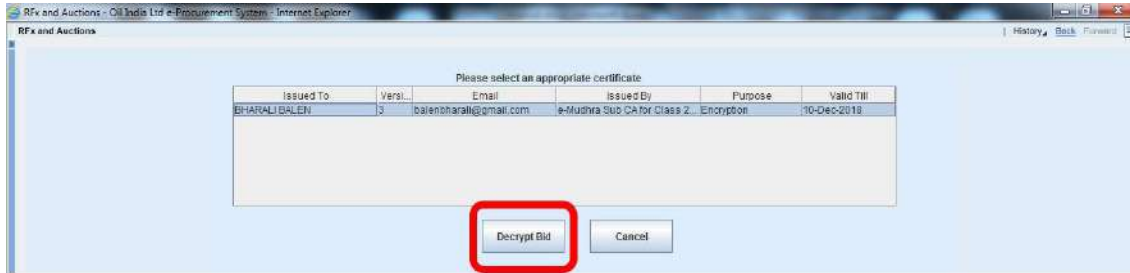 RFx and Auctions - Oil India Ltd e-Procurement System - Internet Explorer
RFx and Auctions | History Back Forward
Please select an appropriate certificate
Issued To Versi... Email Issued By Purpose Valid Till
BHARALI BALEN 3 balenbharali@gmail.com e-Mudhra Sub CA for Class 2... Encryption 10-Dec-2018
Decrypt Bid Cancel